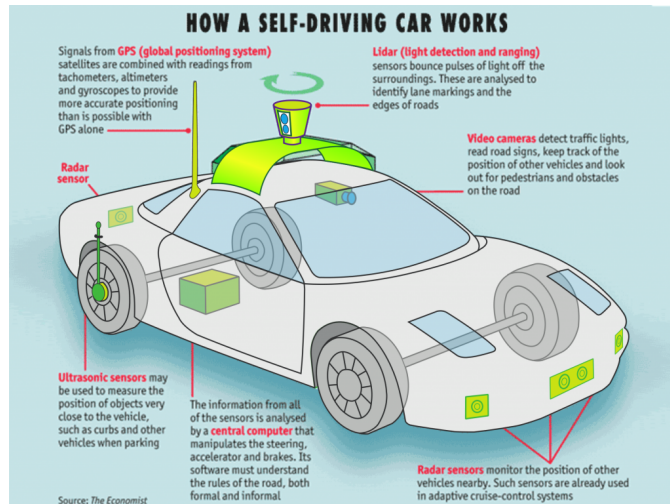 HOW A SELF-DRIVING CAR WORKS
Signals from GPS (global positioning system)
satellites are combined with readings from
tachometers, altimeters
and gyroscopes to provide
more accurate positioning
than is possible with
GPS alone
Lidar (light detection and ranging)
sensors bounce pulses of light off the
surroundings. These are analysed to
identify lane markings and the
edges of roads
Video cameras detect traffic lights,
read road signs, keep track of the
position of other vehicles and look
out for pedestrians and obstacles
on the road
Radar
sensor
Ultrasonic sensors may
be used to measure the
position of objects very
close to the vehicle,
such as curbs and other
vehicles when parking
The information from all
of the sensors is analysed
by a central computer that
manipulates the steering,
accelerator and brakes. Its
software must understand
the rules of the road, both
formal and informal
Radar sensors monitor the position of other
vehicles nearby. Such sensors are already used
in adaptive cruise-control systems
Source: The Economist